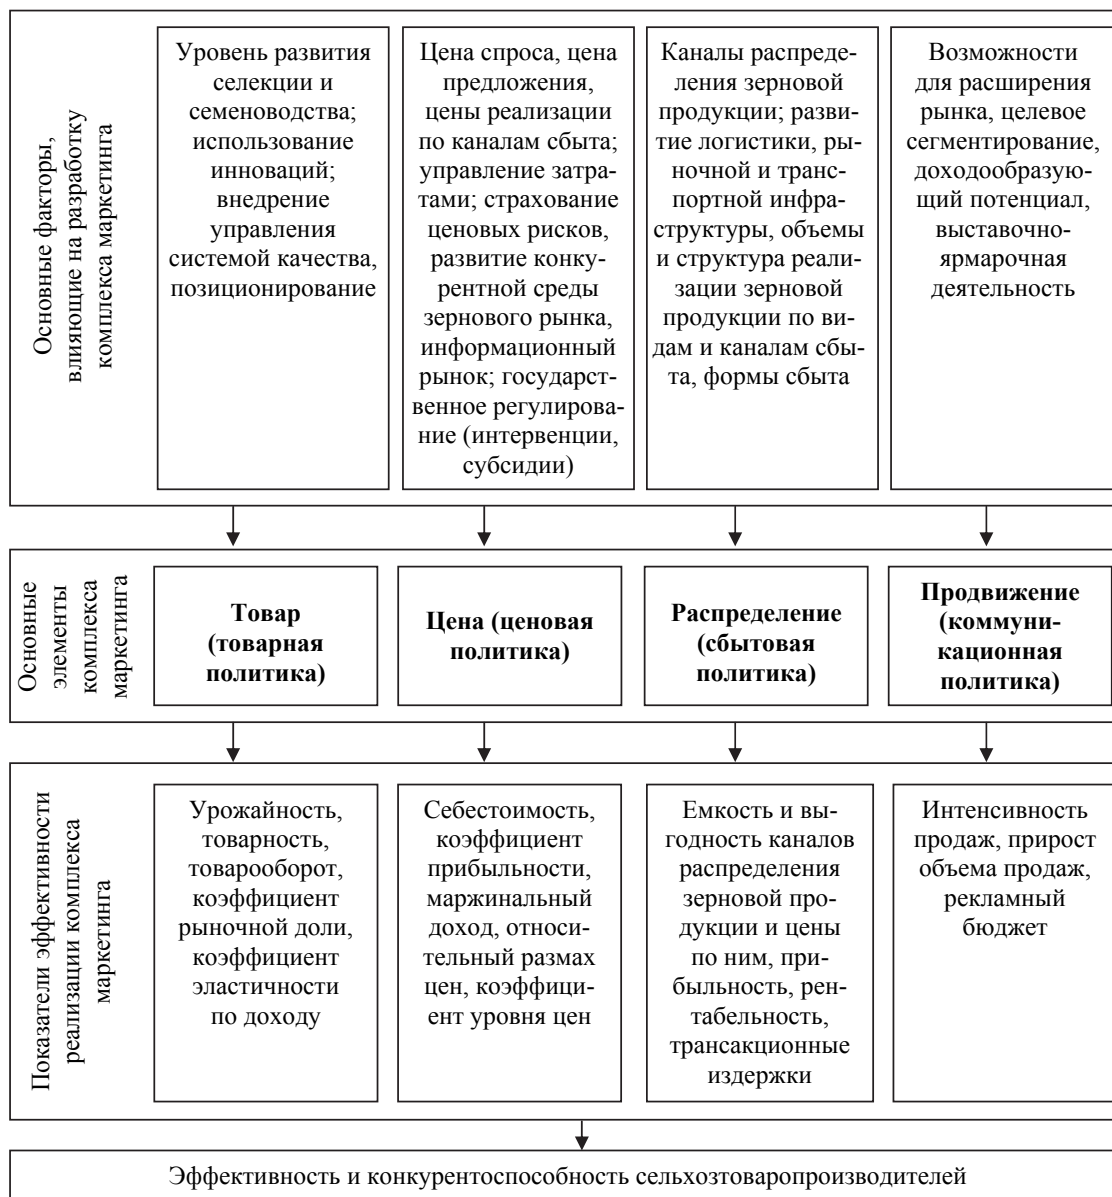 Основные факторы,
влияющие на разработку
комплекса маркетинга
Уровень развития
селекции и
семеноводства;
использование
инноваций;
внедрение
управления
системой качества,
позиционирование
Цена спроса, цена
предложения,
цены реализации
по каналам сбыта;
управление затра-
тами; страхование
ценовых рисков,
развитие конку-
рентной среды
зернового рынка,
информационный
рынок; государст-
венное регулирова-
ние (интервенции,
субсидии)
Каналы распреде-
ления зерновой
продукции; разви-
тие логистики, ры-
ночной и транс-
портной инфра-
структуры, объемы
и структура реали-
зации зерновой
продукции по ви-
дам и каналам сбы-
та, формы сбыта
Возможности
для расширения
рынка, целевое
сегментирование,
доходообразую-
щий потенциал,
выставочно-
ярмарочная
деятельность
Основные
элементы
комплекса
маркетинга
Товар
(товарная
политика)
Цена (ценовая
политика)
Распределение
(сбытовая
политика)
Продвижение
(коммуни-
кационная
политика)
Показатели эффективности
реализации комплекса
маркетинга
Урожайность,
товарность,
товарооборот,
коэффициент
рыночной доли,
коэффициент
эластичности
по доходу
Себестоимость,
коэффициент
прибыльности,
маржинальный
доход, относи-
тельный размах
цен, коэффици-
ент уровня цен
Емкость и вы-
годность каналов
распределения
зерновой про-
дукции и цены
по ним, при-
быльность, рен-
табельность,
трансакционные
издержки
Интенсивность
продаж, прирост
объема продаж,
рекламный
бюджет
Эффективность и конкурентоспособность сельхозтоваропроизводителей